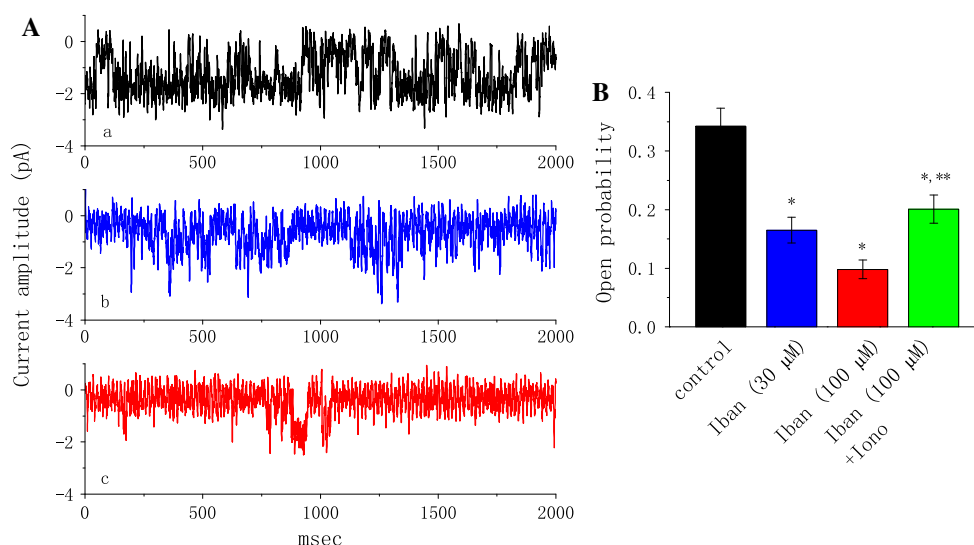 A
Current amplitude (pA)
0
-2
-4
a
0
500
1000
1500
2000
0
-2
-4
b
0
500
1000
1500
2000
0
-2
-4
c
0
500
1000
1500
2000
msec
B
Open probability
0.4
0.3
0.2
0.1
0.0
*
*
*,**
control
Iban (30 μM)
Iban (100 μM)
Iban (100 μM)
+Iono